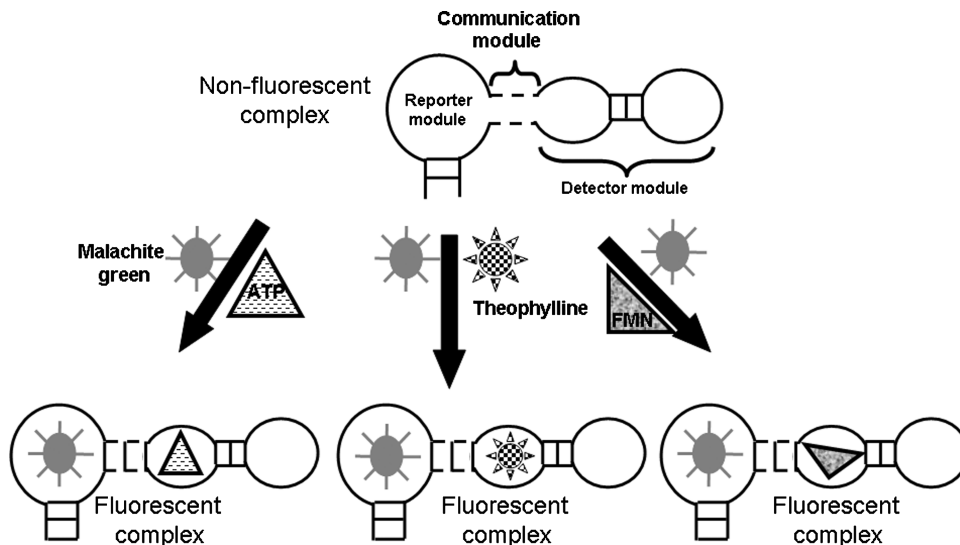 Communication
module
Non-fluorescent
complex
Reporter
module
Detector module
Malachite
green
ATP
Theophylline
FMN
Fluorescent
complex
Fluorescent
complex
Fluorescent
complex